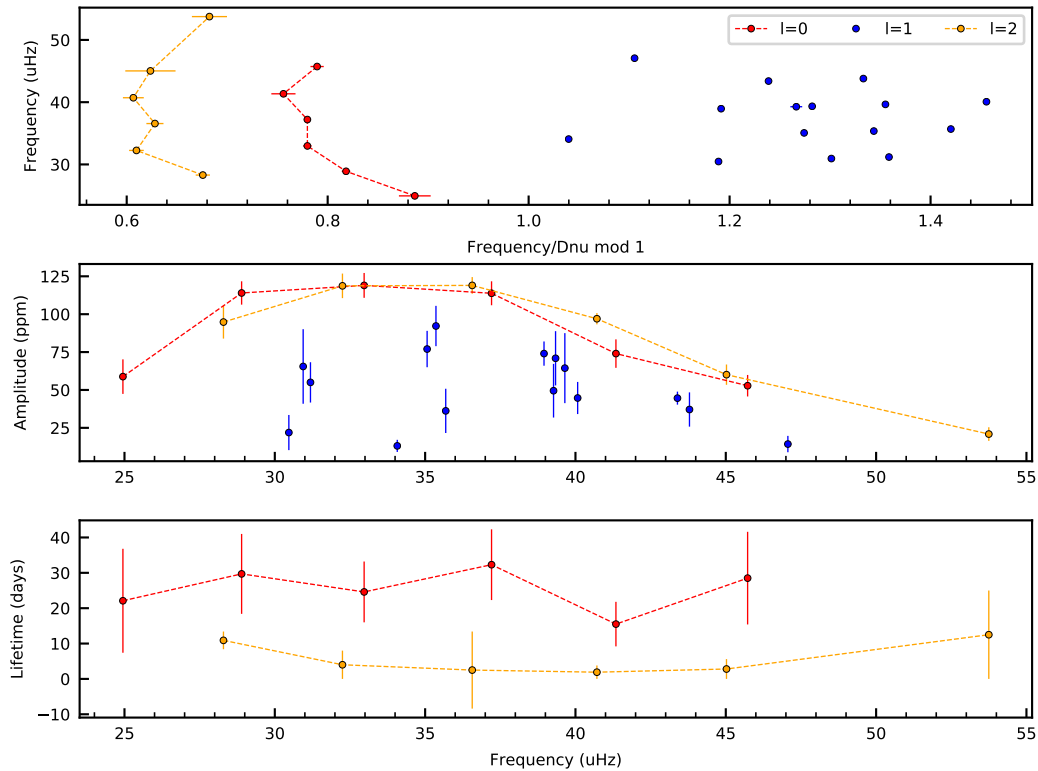 l=0 l=1 l=2
Frequency (uHz)
50
40
30
0.6 0.8 1.0 1.2 1.4
Frequency/Dnu mod 1
Amplitude (ppm)
125
100
75
50
25
25 30 35 40 45 50 55
Lifetime (days)
40
30
20
10
0
−10
25 30 35 40 45 50 55
Frequency (uHz)